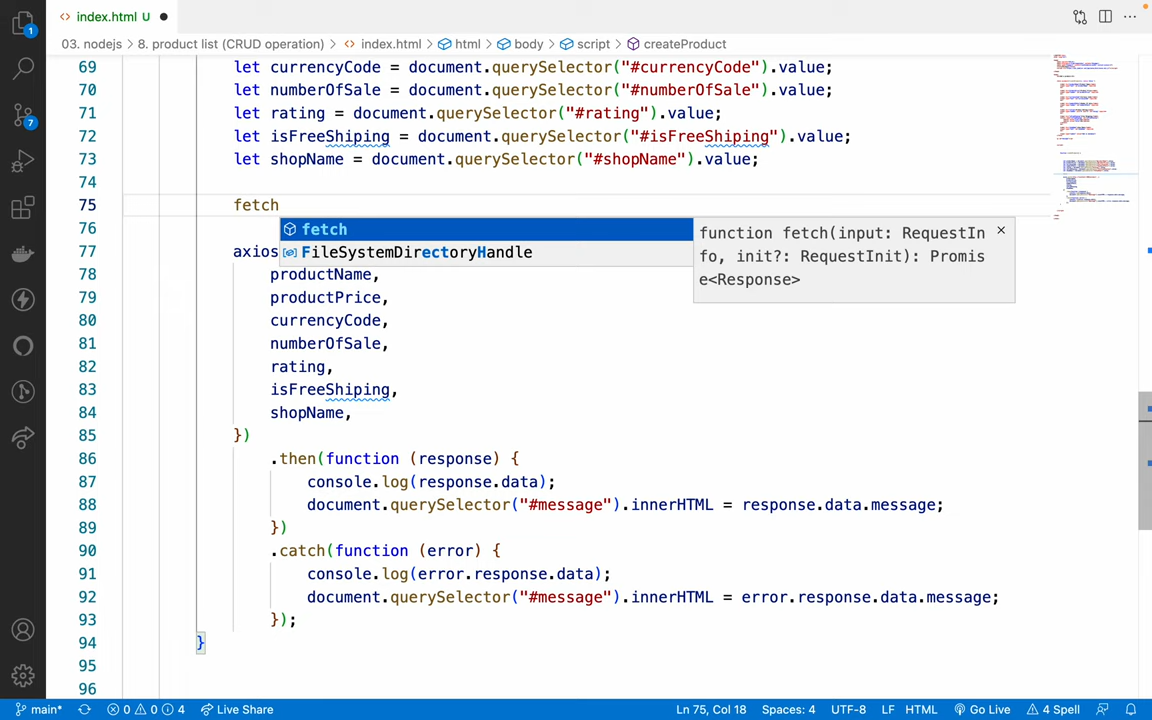 index.html U
03. nodejs > 8. product list (CRUD operation) > index.html > html > body > script > createProduct
69 let currencyCode = document.querySelector("#currencyCode").value;
70 let numberOfSale = document.querySelector("#numberOfSale").value;
71 let rating = document.querySelector("#rating").value;
72 let isFreeShiping = document.querySelector("#isFreeShiping").value;
73 let shopName = document.querySelector("#shopName").value;
74
75 fetch
76 fetch
77 axios FileSystemDirectoryHandle
function fetch(input: RequestIn
fo, init?: RequestInit): Promis
e<Response>
78 productName,
79 productPrice,
80 currencyCode,
81 numberOfSale,
82 rating,
83 isFreeShiping,
84 shopName,
85 })
86 .then(function (response) {
87 console.log(response.data);
88 document.querySelector("#message").innerHTML = response.data.message;
89 })
90 .catch(function (error) {
91 console.log(error.response.data);
92 document.querySelector("#message").innerHTML = error.response.data.message;
93 });
94 }
95
96
1
7
main* 0 0 4 Live Share Ln 75, Col 18 Spaces: 4 UTF-8 LF HTML Go Live 4 Spell